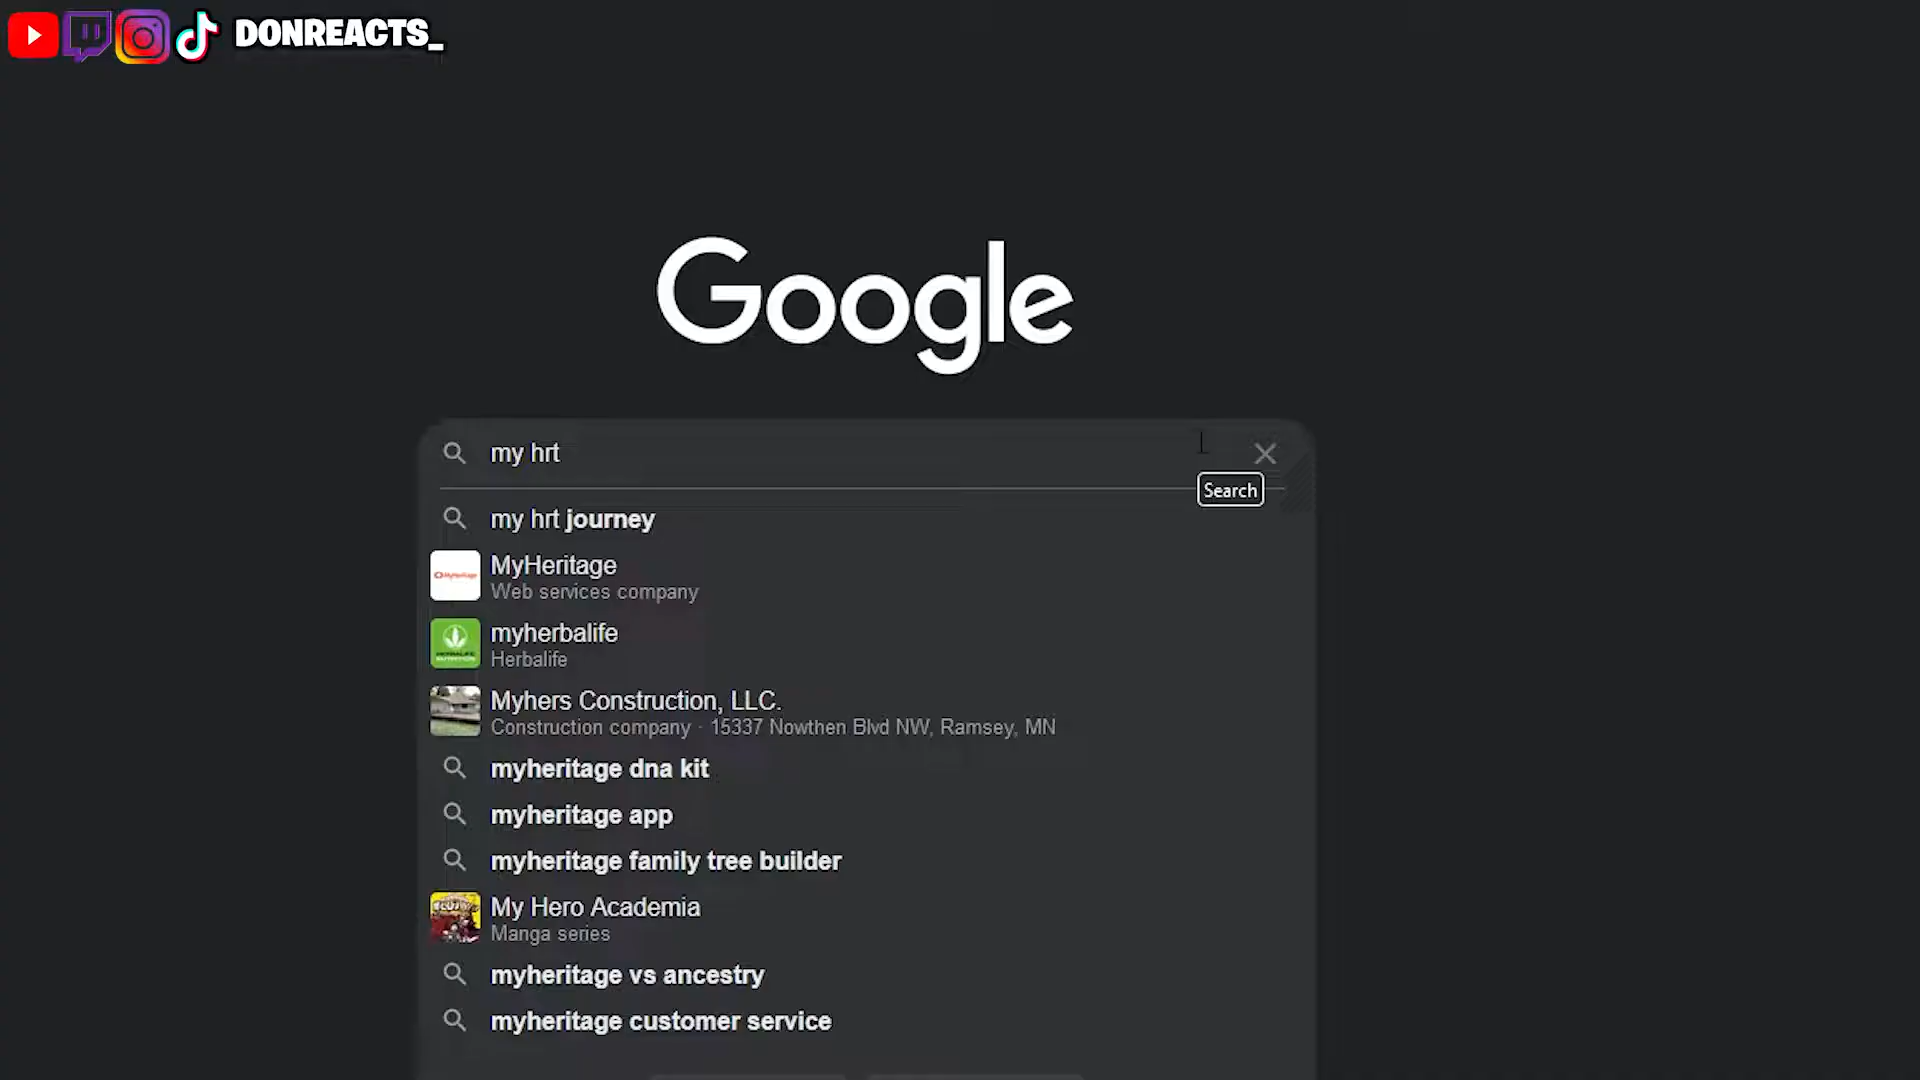 DONREACTS_
Google
my hrt
Search
my hrt journey
MyHeritage
Web services company
myherbalife
Herbalife
Myhers Construction, LLC.
Construction company · 15337 Nowthen Blvd NW, Ramsey, MN
myheritage dna kit
myheritage app
myheritage family tree builder
My Hero Academia
Manga series
myheritage vs ancestry
myheritage customer service